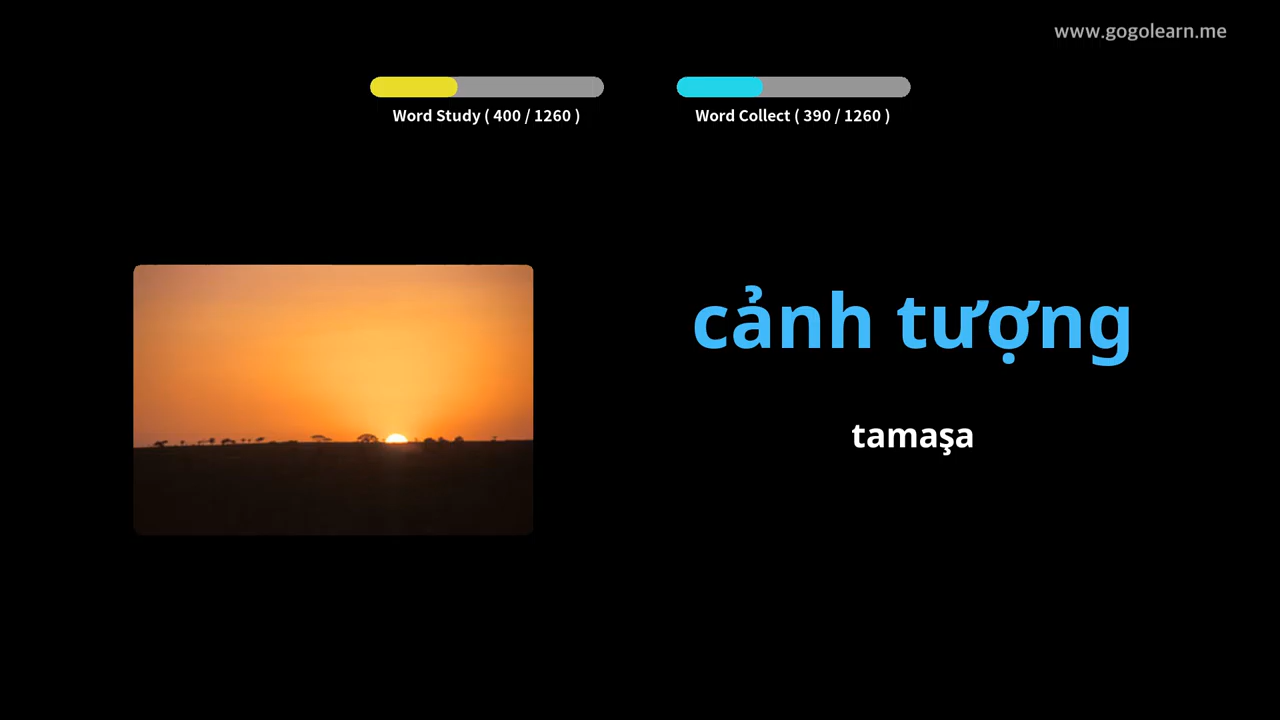 www.gogolearn.me
Word Study ( 400 / 1260 )
Word Collect ( 390 / 1260 )
cảnh tượng
tamaşa